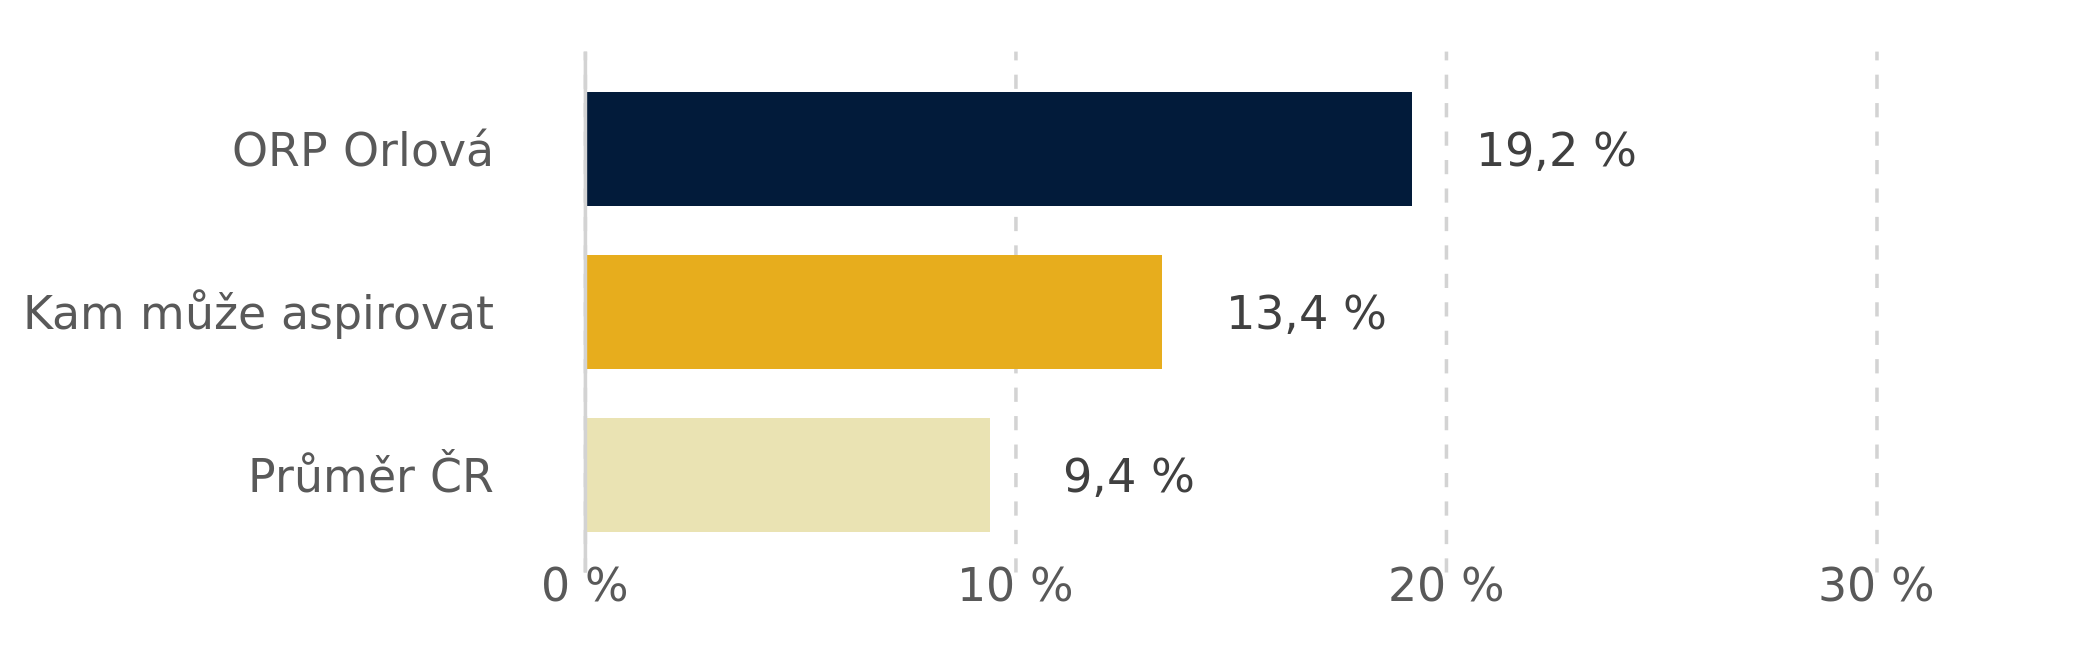 ORP Orlová
19,2 %
Kam může aspirovat
13,4 %
Průměr ČR
9,4 %
0 %
10 %
20 %
30 %